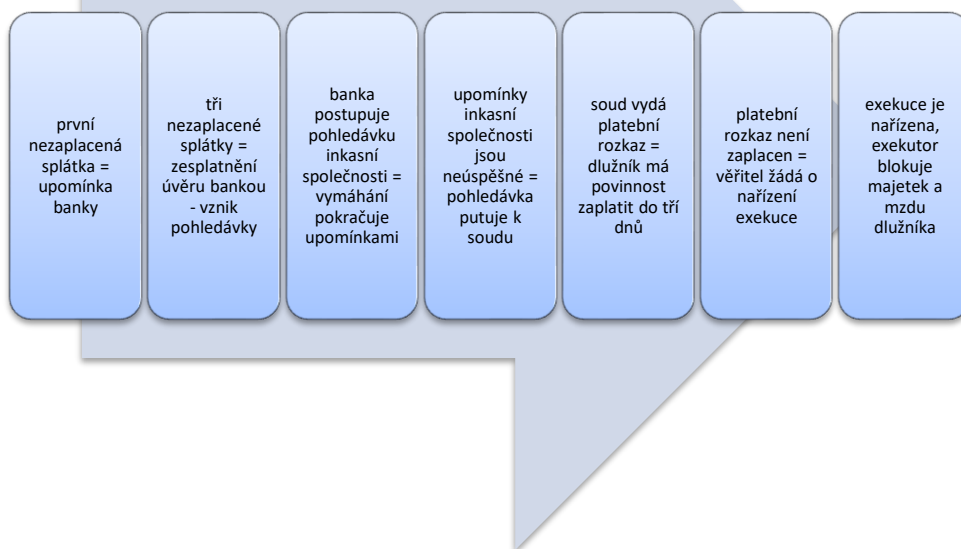 první
nezaplacená
splátka =
upomínka
banky
tři
nezaplacené
splátky =
zesplatnění
úvěru bankou
- vznik
pohledávky
banka
postupuje
pohledávku
inkasní
společnosti =
vymáhání
pokračuje
upomínkami
upomínky
inkasní
společnosti
jsou
neúspěšné =
pohledávka
putuje k
soudu
soud vydá
platební
rozkaz =
dlužník má
povinnost
zaplatit do tří
dnů
platební
rozkaz není
zaplacen =
věřitel žádá o
nařízení
exekuce
exekuce je
nařízena,
exekutor
blokuje
majetek a
mzdu
dlužníka